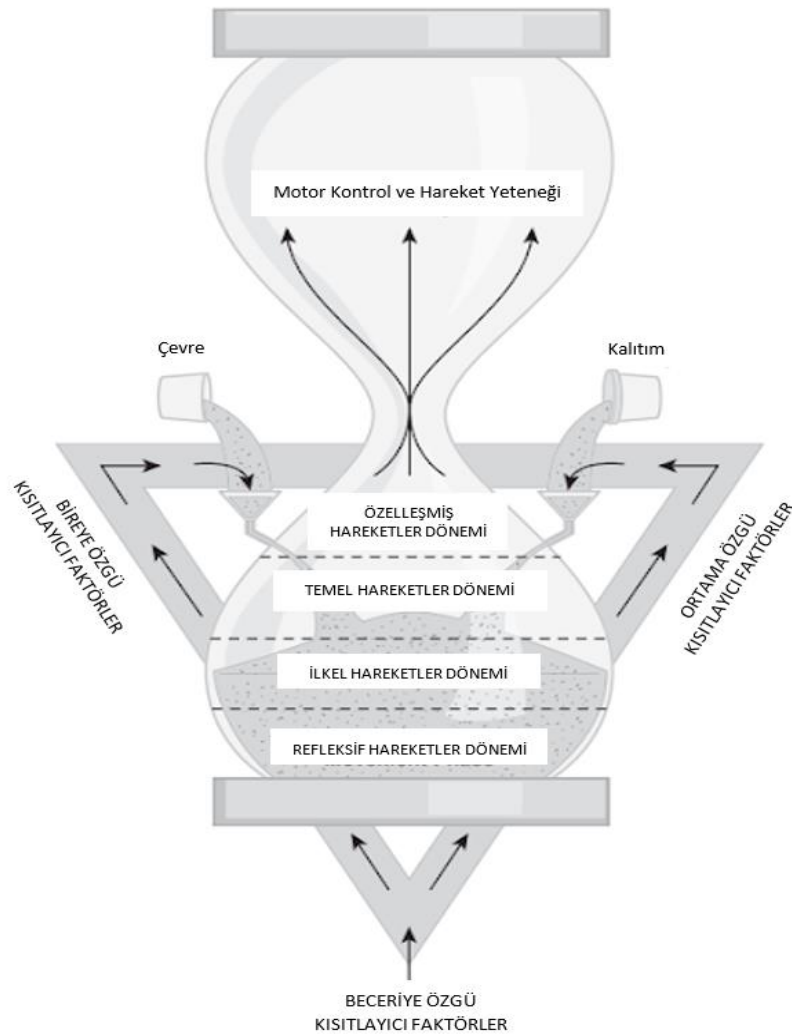 Motor Kontrol ve Hareket Yeteneği
Çevre
Kalıtım
BİREYE ÖZGÜ
KISITLAYICI FAKTÖRLER
ORTAMA ÖZGÜ
KISITLAYICI FAKTÖRLER
ÖZELLEŞMİŞ
HAREKETLER DÖNEMİ
TEMEL HAREKETLER DÖNEMİ
İLKEL HAREKETLER DÖNEMİ
REFLEKSİF HAREKETLER DÖNEMİ
BECERİYE ÖZGÜ
KISITLAYICI FAKTÖRLER